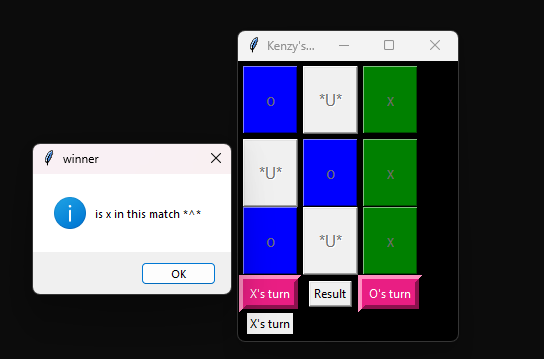 Kenzy's...
o *U* x
winner
*U* o x
is x in this match *^*
o *U* x
OK
X's turn Result O's turn
X's turn